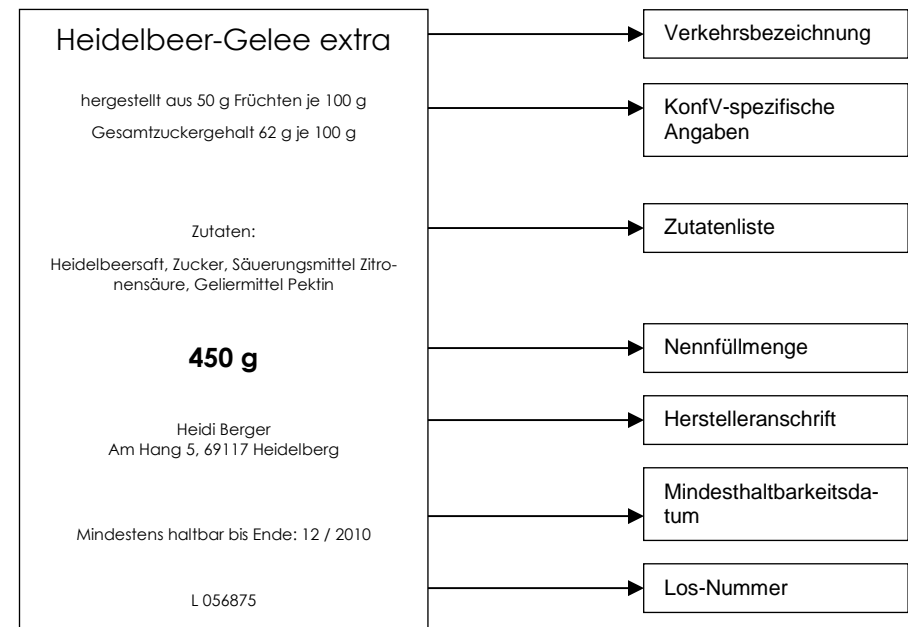 Heidelbeer-Gelee extra
hergestellt aus 50 g Früchten je 100 g
Gesamtzuckergehalt 62 g je 100 g
Zutaten:
Heidelbeersaft, Zucker, Säuerungsmittel Zitro-
nensäure, Geliermittel Pektin
450 g
Heidi Berger
Am Hang 5, 69117 Heidelberg
Mindestens haltbar bis Ende: 12 / 2010
L 056875
Verkehrsbezeichnung
KonfV-spezifische
Angaben
Zutatenliste
Nennfüllmenge
Herstelleranschrift
Mindesthaltbarkeitsda-
tum
Los-Nummer